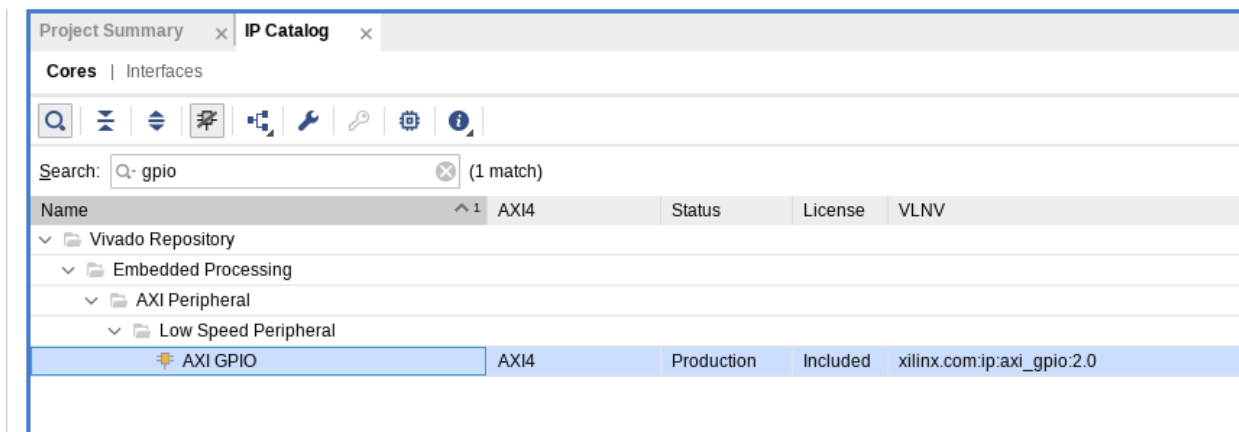 Project Summary IP Catalog
Cores | Interfaces
Search: gpio (1 match)
Name 1 AXI4 Status License VLNV
Vivado Repository
Embedded Processing
AXI Peripheral
Low Speed Peripheral
AXI GPIO AXI4 Production Included xilinx.com:ip:axi_gpio:2.0